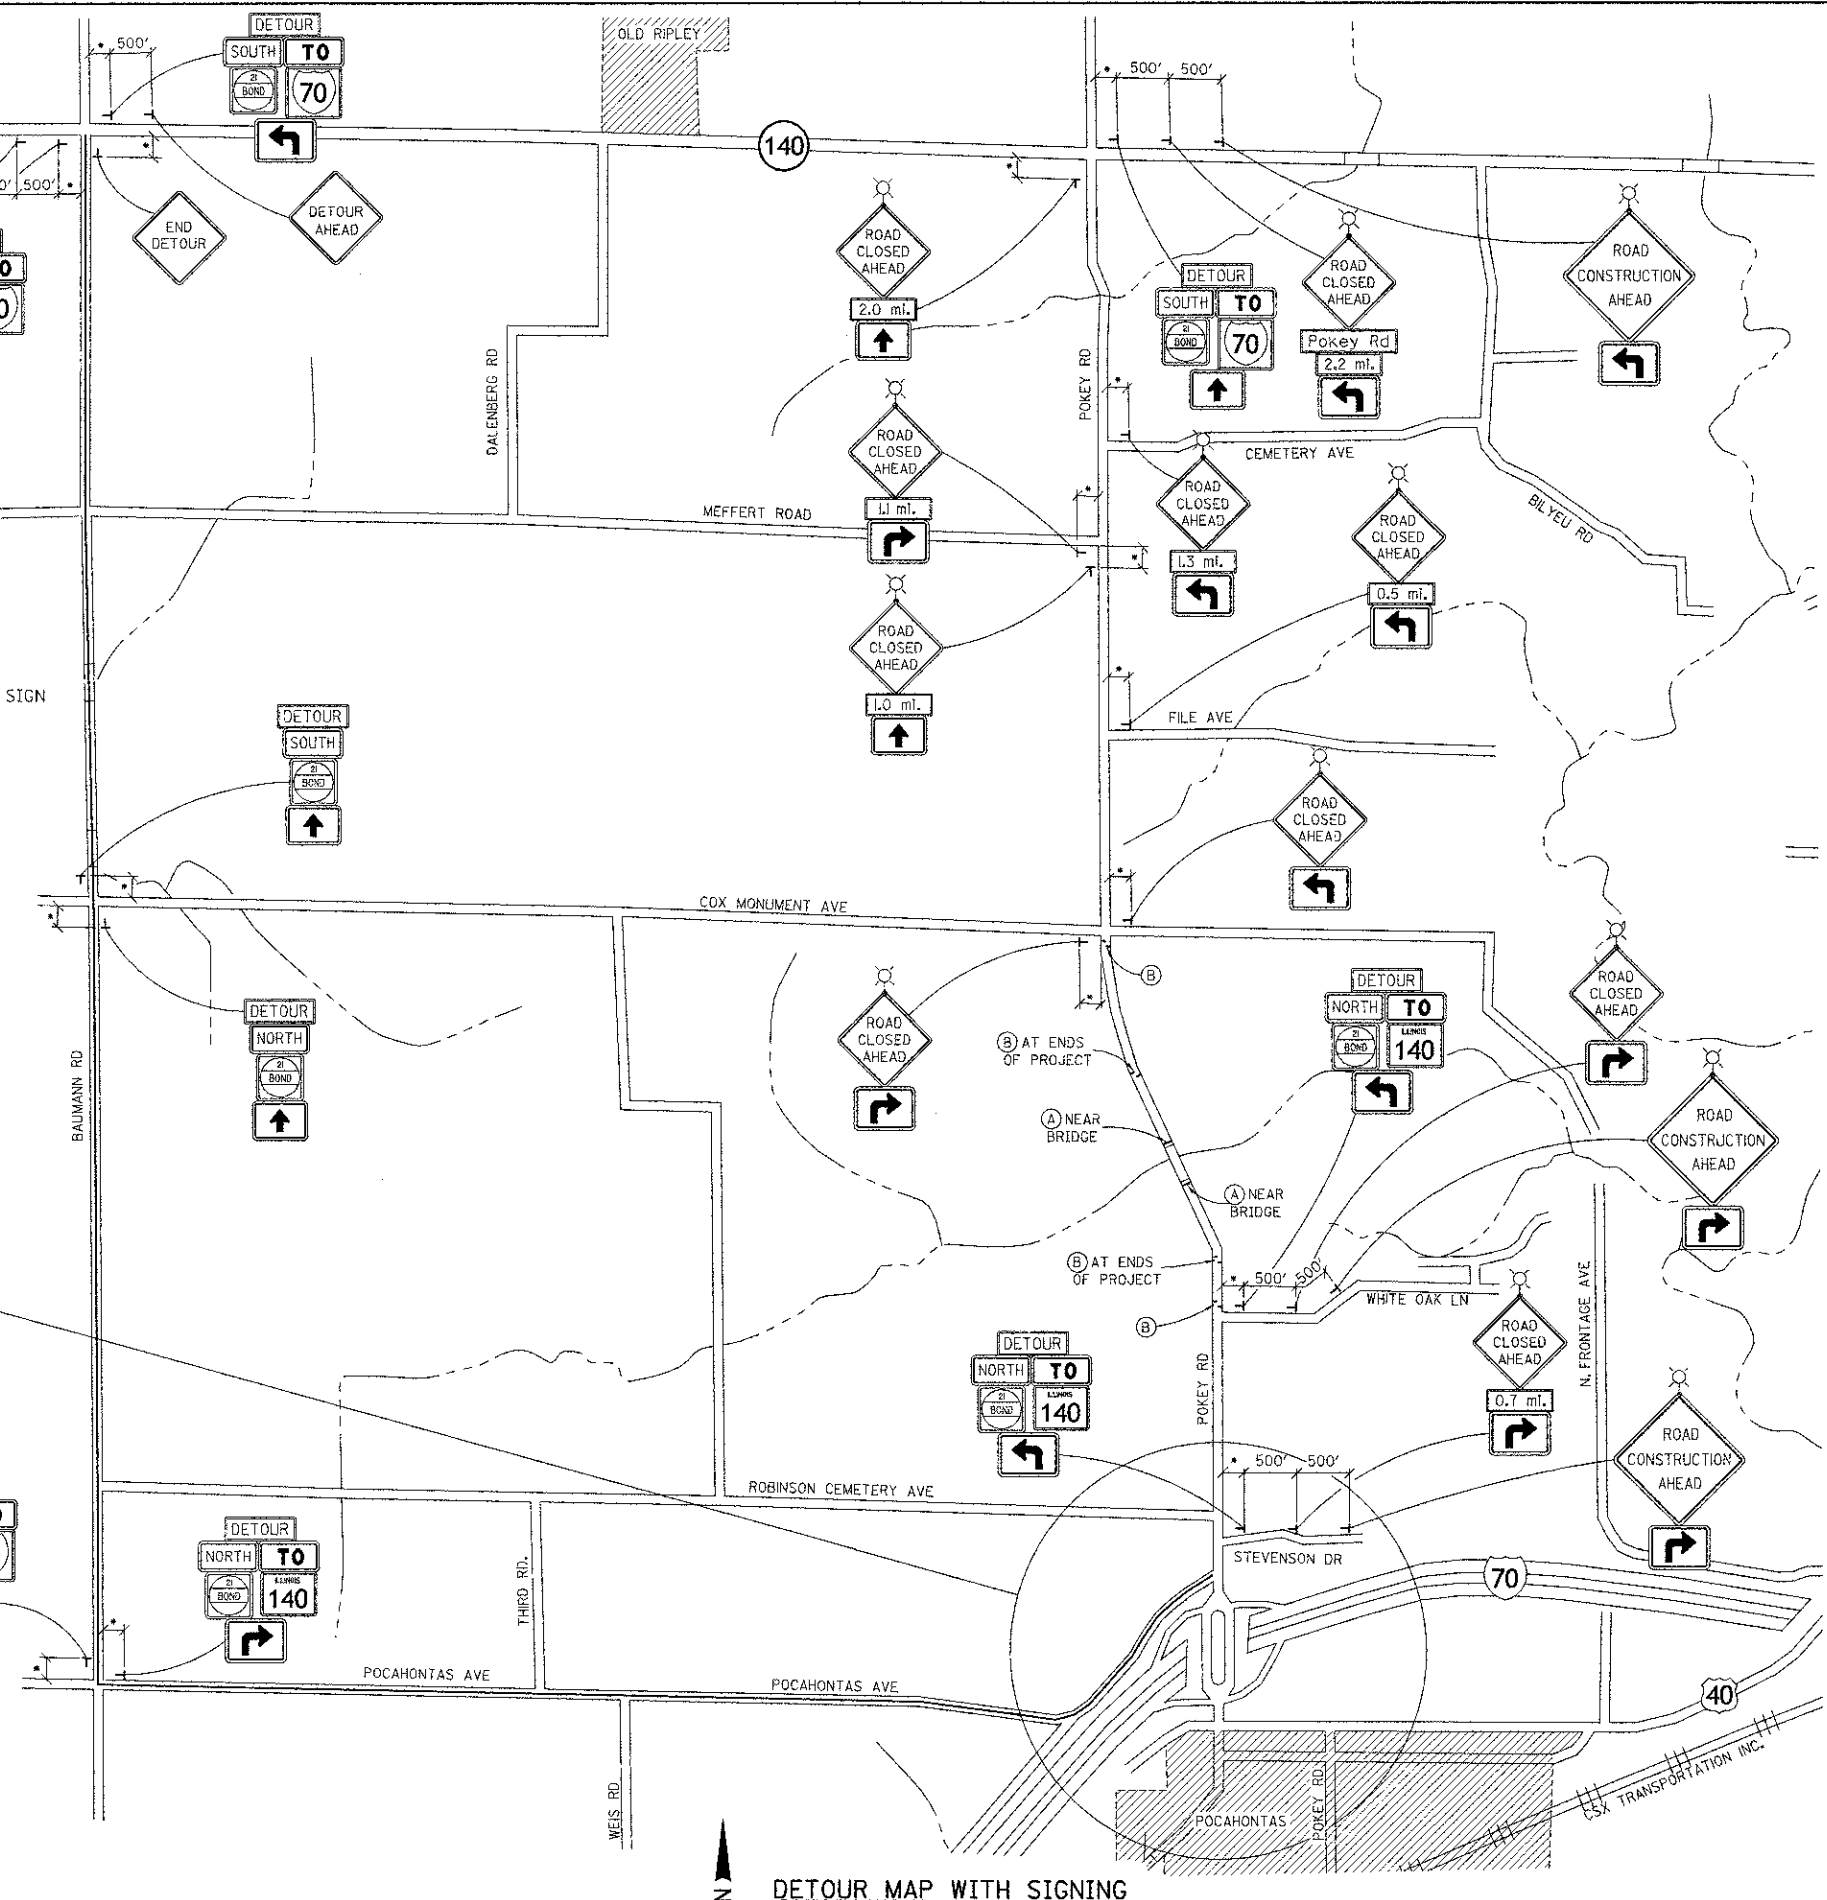 DETOUR
SOUTH TO
21
BOND
70
* 500'
OLD RIPLEY
* 500' 500'
140
500' *
*
*
END
DETOUR
DETOUR
AHEAD
ROAD
CLOSED
AHEAD
2.0 mi.
DETOUR
SOUTH TO
21
BOND
70
ROAD
CLOSED
AHEAD
Pokey Rd
2.2 mi.
ROAD
CONSTRUCTION
AHEAD
DALENBERG RD
POKEY RD
*
ROAD
CLOSED
AHEAD
1.1 mi.
CEMETERY AVE
BILYEU RD
MEFFERT ROAD
*
*
ROAD
CLOSED
AHEAD
1.3 mi.
ROAD
CLOSED
AHEAD
0.5 mi.
ROAD
CLOSED
AHEAD
1.0 mi.
SIGN
*
FILE AVE
DETOUR
SOUTH
21
BOND
ROAD
CLOSED
AHEAD
*
*
*
COX MONUMENT AVE
B
*
DETOUR
NORTH
21
BOND
ROAD
CLOSED
AHEAD
DETOUR
NORTH TO
21
BOND
ILLINOIS
140
ROAD
CLOSED
AHEAD
BAUMANN RD
B AT ENDS
OF PROJECT
A NEAR
BRIDGE
ROAD
CONSTRUCTION
AHEAD
A NEAR
BRIDGE
B AT ENDS
OF PROJECT
* 500' 500'
WHITE OAK LN
B
N. FRONTAGE AVE
POKEY RD
DETOUR
NORTH TO
21
BOND
ILLINOIS
140
ROAD
CLOSED
AHEAD
0.7 mi.
ROAD
CONSTRUCTION
AHEAD
* 500' 500'
ROBINSON CEMETERY AVE
STEVENSON DR
DETOUR
NORTH TO
21
BOND
ILLINOIS
140
THIRD RD.
70
*
*
POCAHONTAS AVE
POCAHONTAS AVE
40
WEIS RD
POCAHONTAS
POKEY RD
CSX TRANSPORTATION INC.
N
DETOUR MAP WITH SIGNING